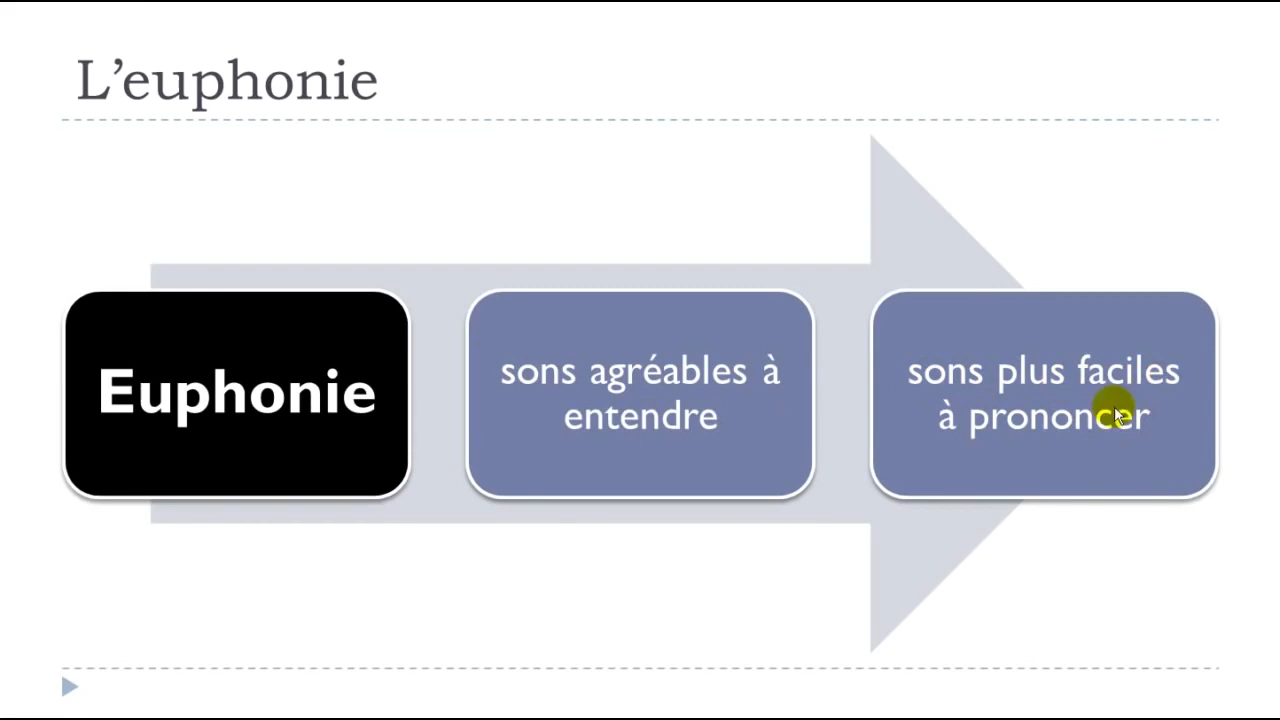 L’euphonie
Euphonie
sons agréables à
entendre
sons plus faciles
à prononcer